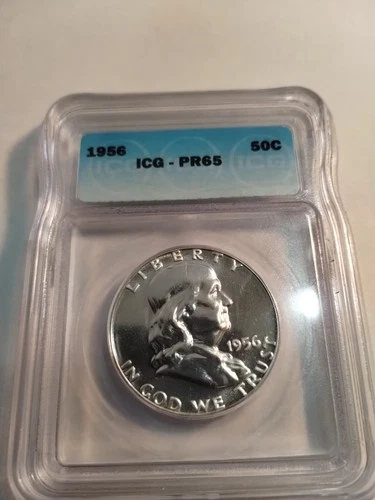 1956 50C
ICG - PR65
LIBERTY
1956
IN GOD WE TRUST